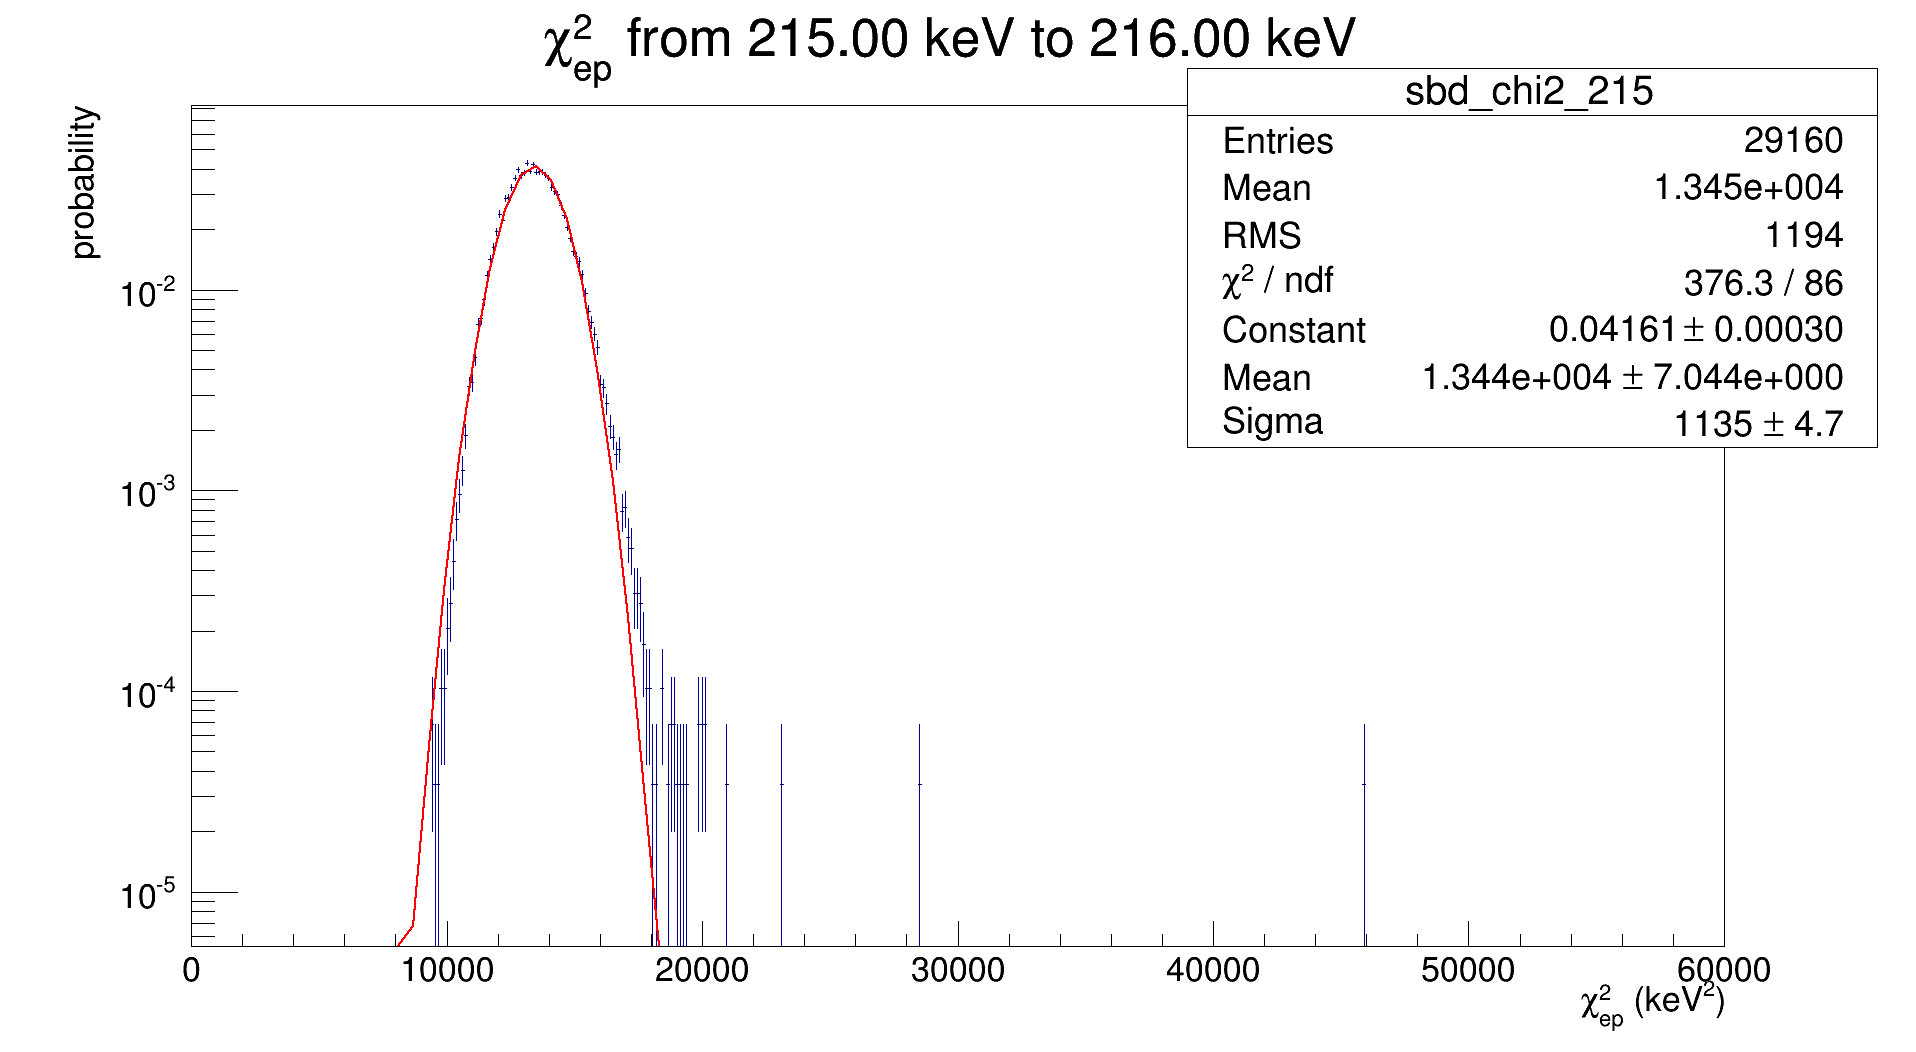 χ²ep from 215.00 keV to 216.00 keV
sbd_chi2_215
Entries 29160
Mean 1.345e+004
RMS 1194
χ² / ndf 376.3 / 86
Constant 0.04161 ± 0.00030
Mean 1.344e+004 ± 7.044e+000
Sigma 1135 ± 4.7
probability
10⁻²
10⁻³
10⁻⁴
10⁻⁵
0 10000 20000 30000 40000 50000 60000
χ²ep (keV²)